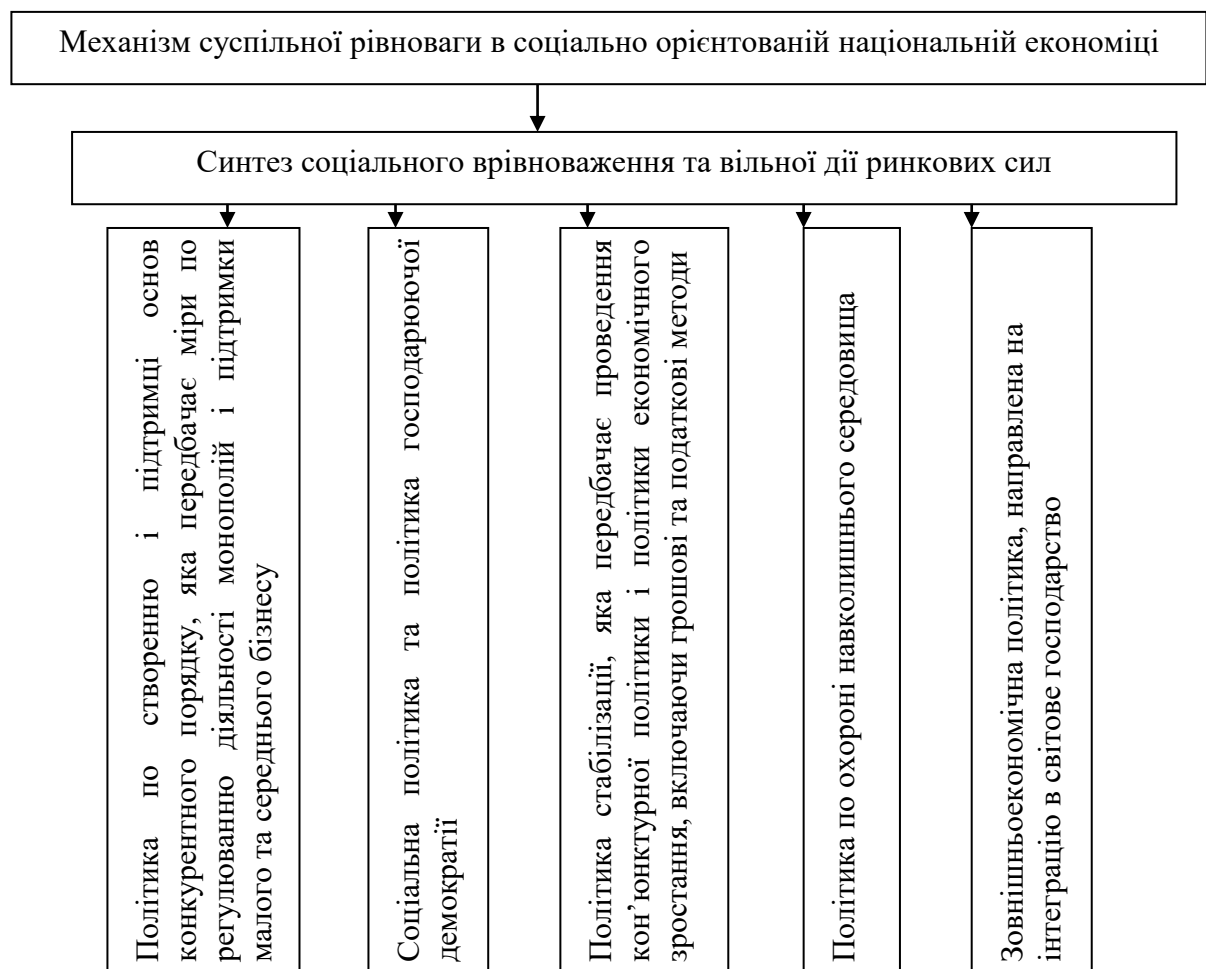 Механізм суспільної рівноваги в соціально орієнтованій національній економіці
Синтез соціального врівноваження та вільної дії ринкових сил
Політика по створенню і підтримці основ
конкурентного порядку, яка передбачає міри по
регулюванню діяльності монополій і підтримки
малого та середнього бізнесу
Соціальна політика та політика господарюючої
демократії
Політика стабілізації, яка передбачає проведення
кон’юнктурної політики і політики економічного
зростання, включаючи грошові та податкові методи
Політика по охороні навколишнього середовища
Зовнішньоекономічна політика, направлена на
інтеграцію в світове господарство